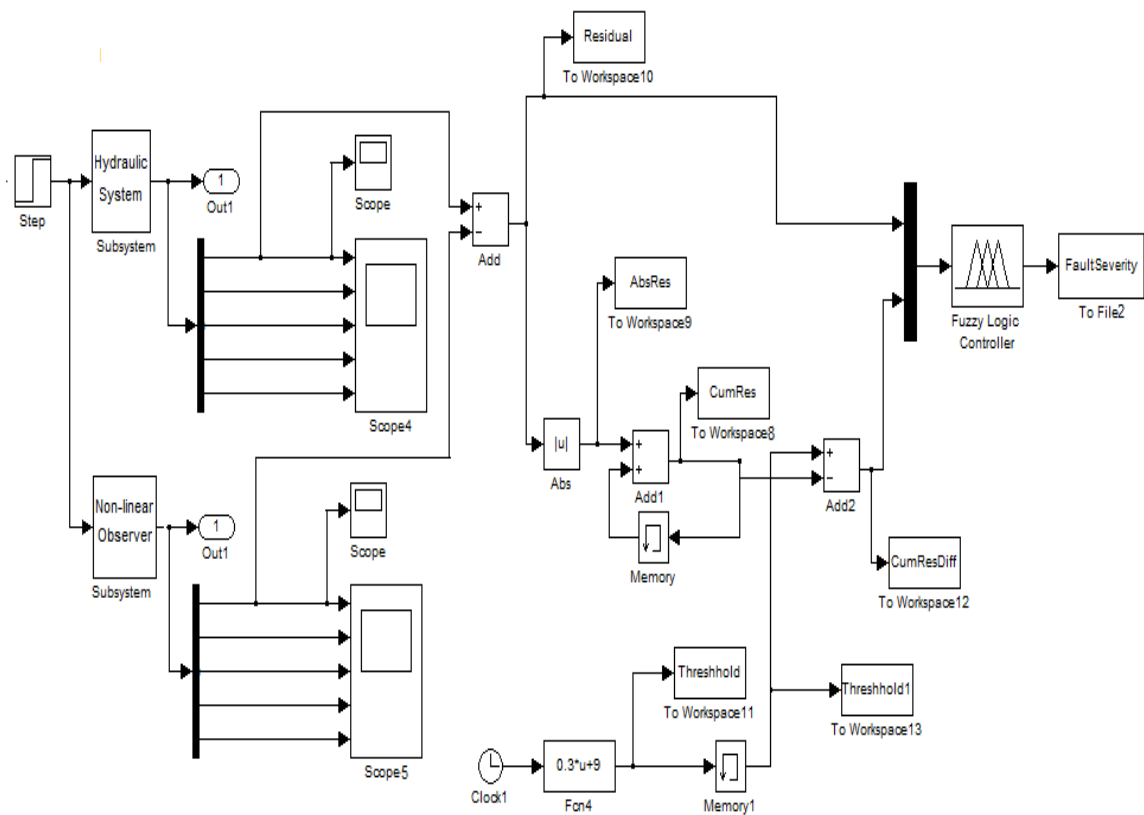 Residual
To Workspace10
Hydraulic
System
Step
Subsystem
1
Out1
Scope
+
−
Add
Scope4
AbsRes
To Workspace9
FaultSeverity
To File2
Fuzzy Logic
Controller
CumRes
To Workspace8
|u|
Abs
+
+
Add1
Memory
+
−
Add2
CumResDiff
To Workspace12
Non-linear
Observer
Subsystem
1
Out1
Scope
Scope5
Threshhold
To Workspace11
Threshhold1
To Workspace13
Clock1
0.3*u+9
Fcn4
Memory1